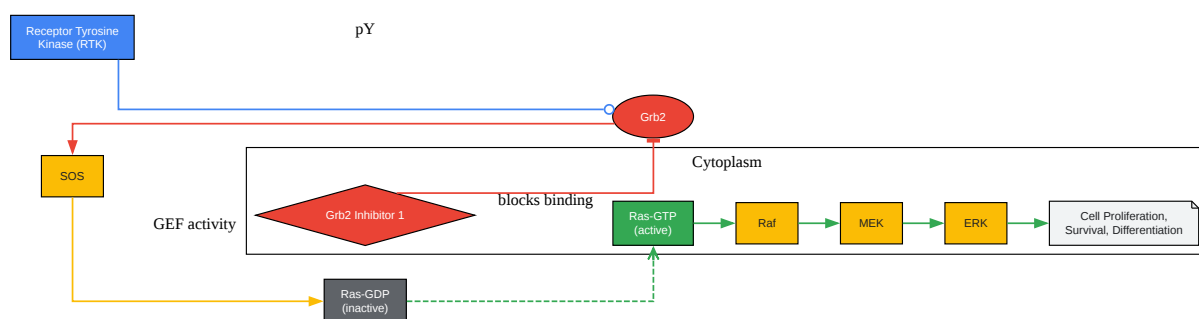 Receptor Tyrosine
Kinase (RTK)
pY
Grb2
Cytoplasm
SOS
blocks binding
Grb2 Inhibitor 1
GEF activity
Ras-GTP
(active)
Raf
MEK
ERK
Cell Proliferation,
Survival, Differentiation
Ras-GDP
(inactive)